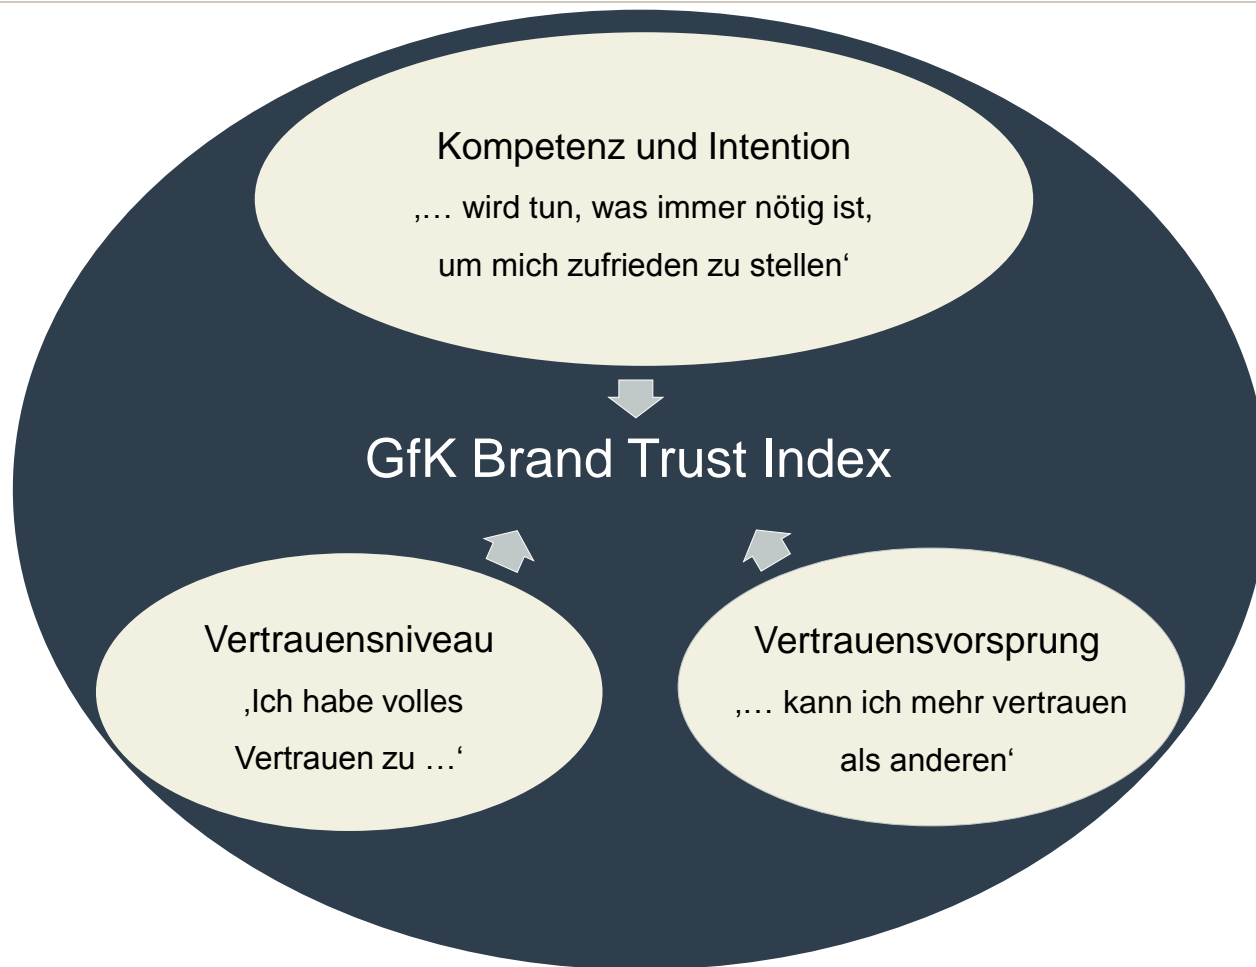 Kompetenz und Intention
‚… wird tun, was immer nötig ist,
um mich zufrieden zu stellen‘
GfK Brand Trust Index
Vertrauensniveau
‚Ich habe volles
Vertrauen zu …‘
Vertrauensvorsprung
‚… kann ich mehr vertrauen
als anderen‘